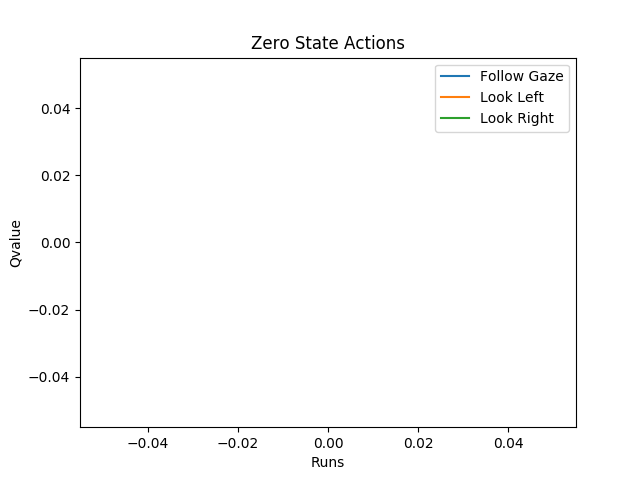 Zero State Actions
Follow Gaze
Look Left
Look Right
0.04
0.02
0.00
−0.02
−0.04
Qvalue
−0.04 −0.02 0.00 0.02 0.04
Runs